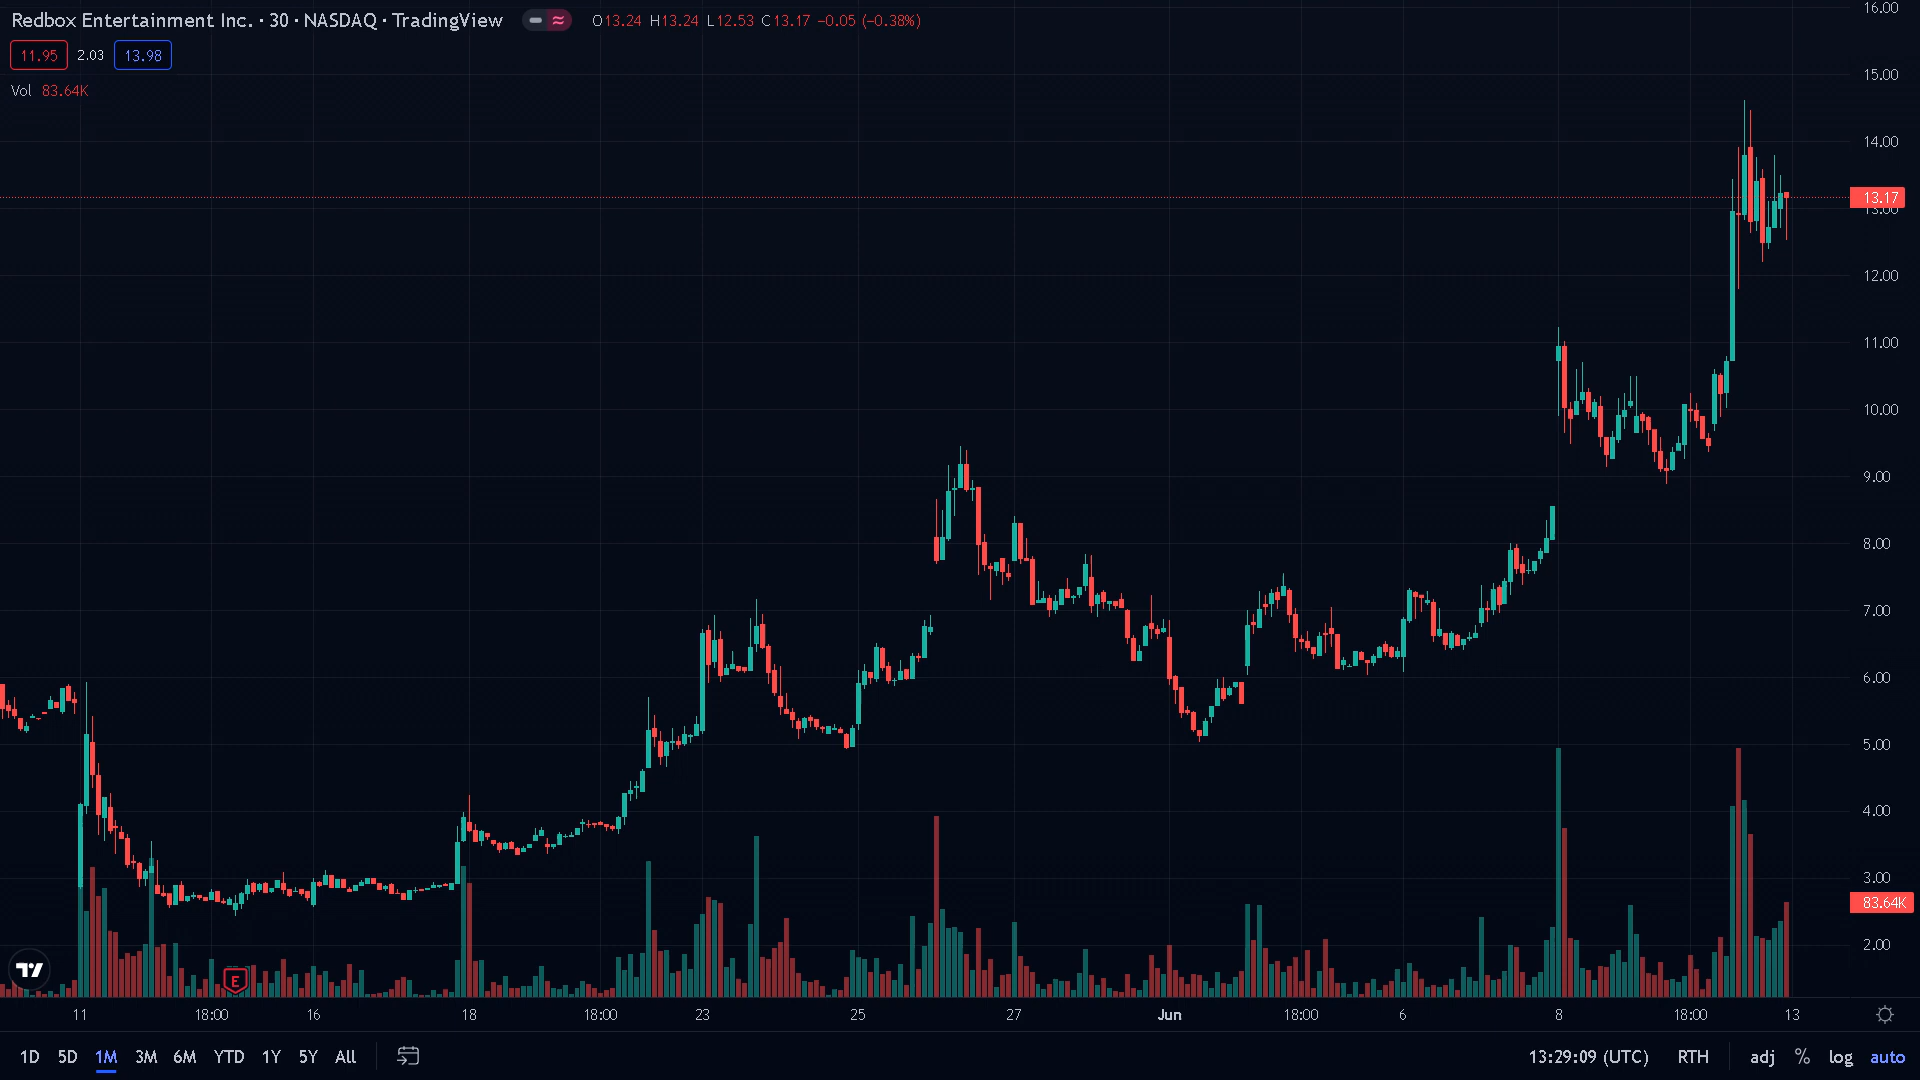 Redbox Entertainment Inc. · 30 · NASDAQ · TradingView O13.24 H13.24 L12.53 C13.17 −0.05 (−0.38%)
11.95 2.03 13.98
Vol 83.64K
16.00
15.00
14.00
13.17
13.00
12.00
11.00
10.00
9.00
8.00
7.00
6.00
5.00
4.00
3.00
83.64K
2.00
E
11 18:00 16 18 18:00 23 25 27 Jun 18:00 6 8 18:00 13
1D 5D 1M 3M 6M YTD 1Y 5Y All 13:29:09 (UTC) RTH adj % log auto